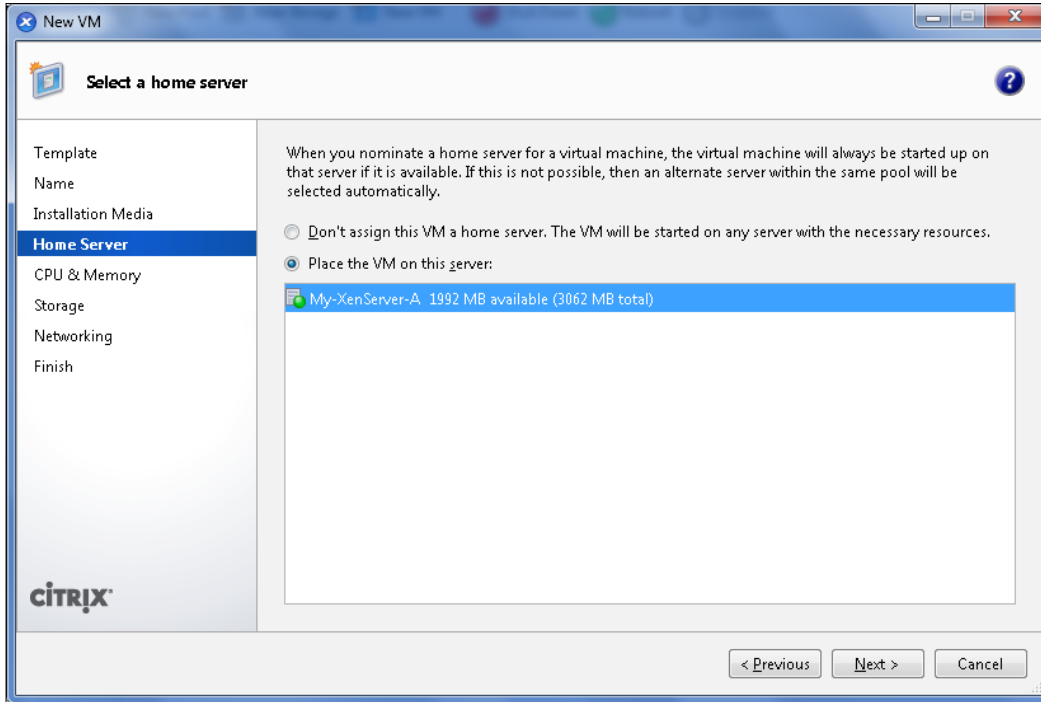 New VM
Select a home server
Template
Name
Installation Media
Home Server
CPU & Memory
Storage
Networking
Finish
CİTRIX
When you nominate a home server for a virtual machine, the virtual machine will always be started up on
that server if it is available. If this is not possible, then an alternate server within the same pool will be
selected automatically.
Don't assign this VM a home server. The VM will be started on any server with the necessary resources.
Place the VM on this server:
My-XenServer-A 1992 MB available (3062 MB total)
< Previous
Next >
Cancel